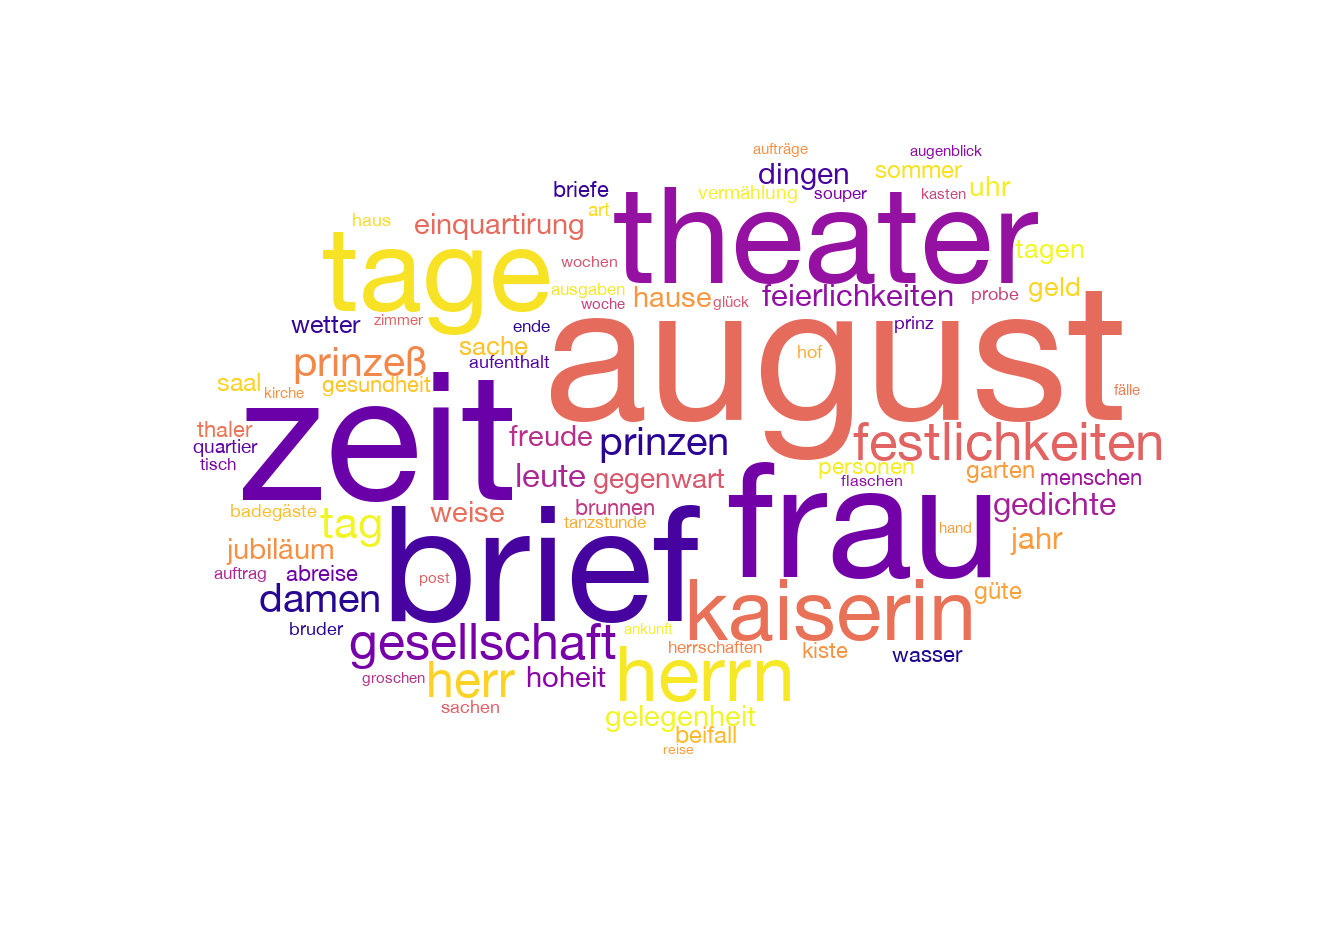 aufträge
augenblick
dingen
sommer
briefe
vermählung
souper
kasten
uhr
art
haus
einquartirung
theater
tage
tagen
wochen
ausgaben
hause
feierlichkeiten
probe
geld
woche
glück
wetter
zimmer
ende
prinz
august
sache
hof
prinzeß
aufenthalt
saal
gesundheit
kirche
fälle
zeit
thaler
freude
prinzen
festlichkeiten
quartier
tisch
leute
gegenwart
personen
garten
menschen
flaschen
badegäste
tag
weise
brunnen
frau
gedichte
tanzstunde
hand
jubiläum
brief
jahr
auftrag
abreise
post
damen
kaiserin
güte
bruder
gesellschaft
ankunft
herrschaften
kiste
wasser
groschen
herr
hoheit
herrn
sachen
gelegenheit
beifall
reise